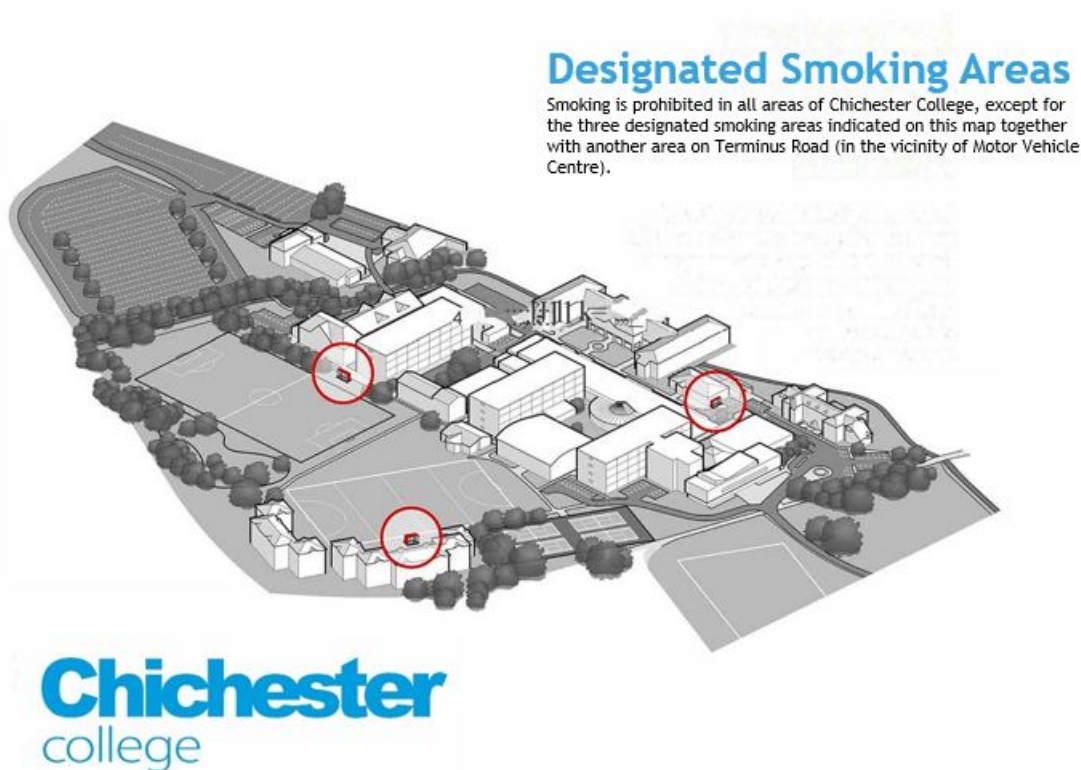 Designated Smoking Areas
Smoking is prohibited in all areas of Chichester College, except for
the three designated smoking areas indicated on this map together
with another area on Terminus Road (in the vicinity of Motor Vehicle
Centre).
4
Chichester
college